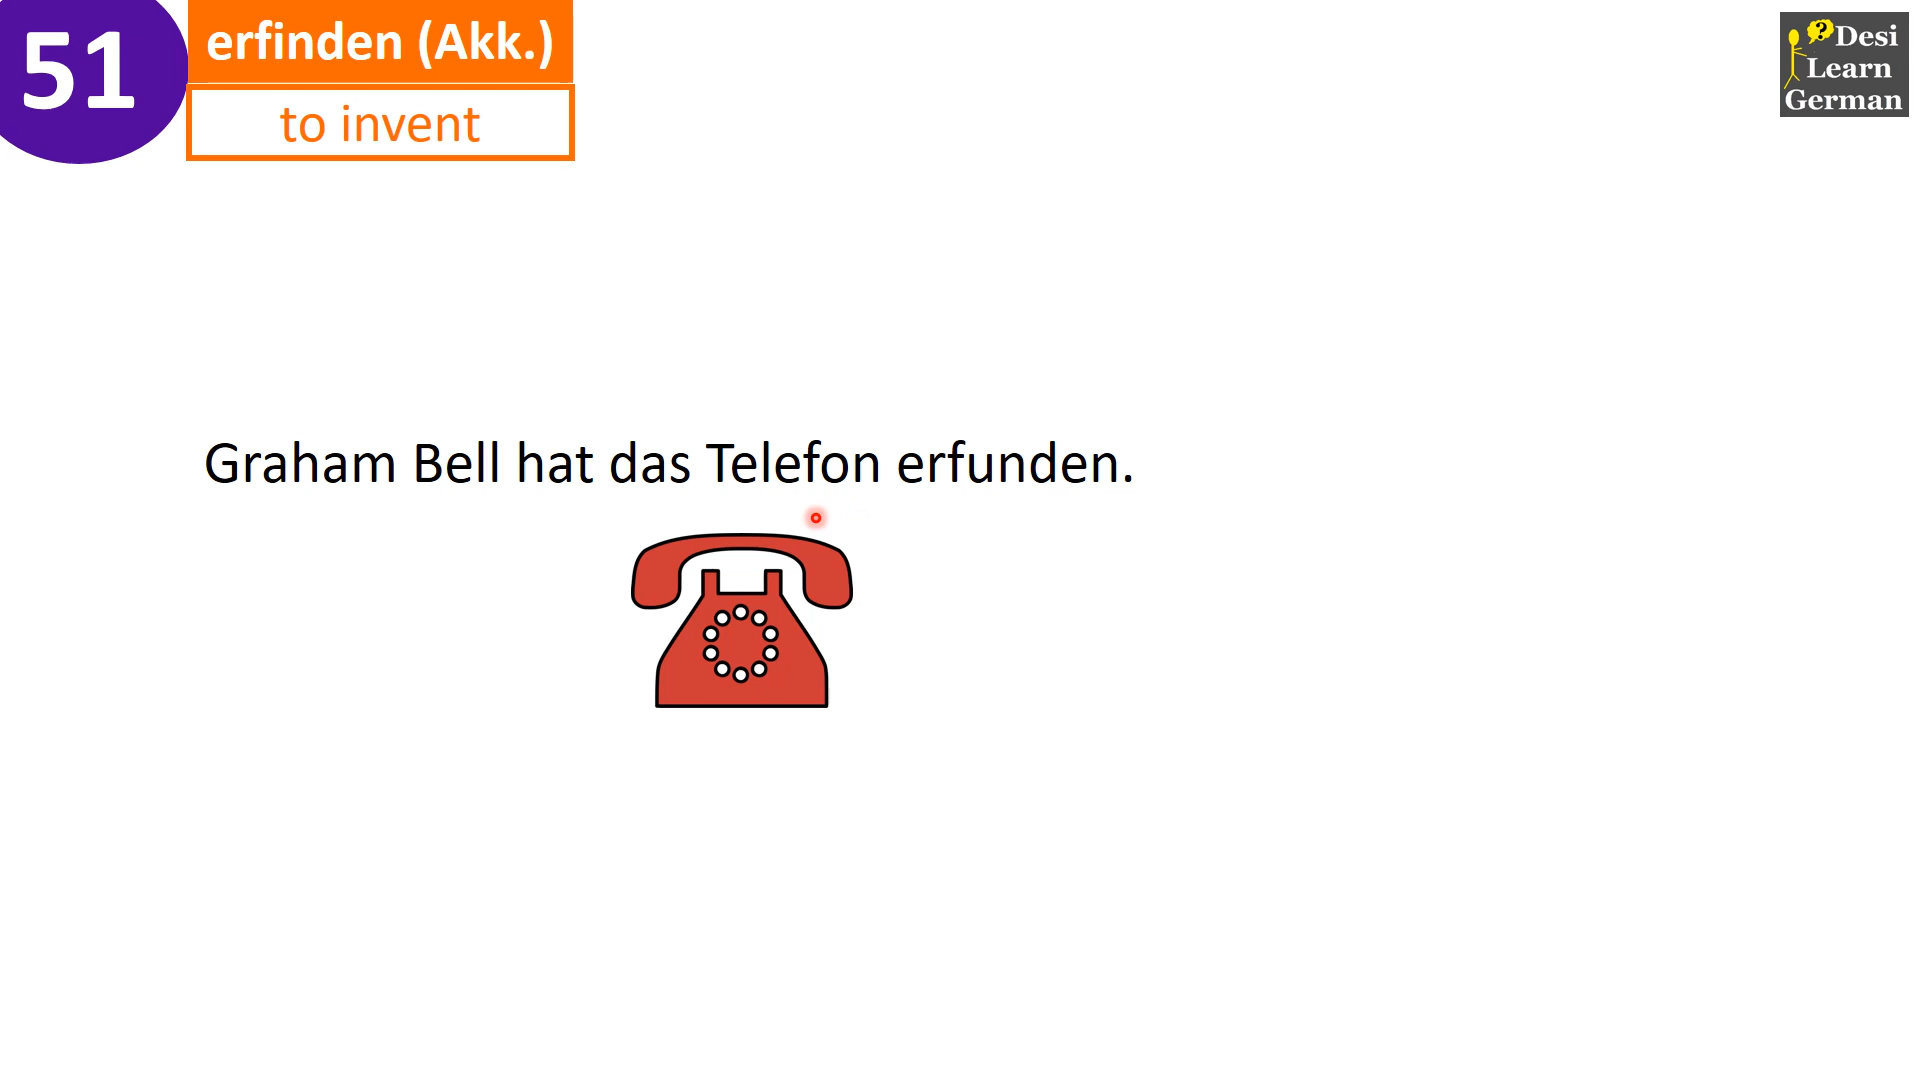 51
erfinden (Akk.)
to invent
? Desi
Learn
German
Graham Bell hat das Telefon erfunden.